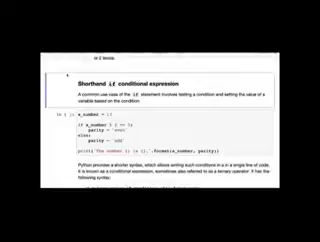 or 2 levels.
Shorthand if conditional expression
A common use case of the if statement involves testing a condition and setting the value of a
variable based on the condition.
In [ ]: a_number = 13
if a_number % 2 == 0:
parity = 'even'
else:
parity = 'odd'
print('The number {} is {}.'.format(a_number, parity))
Python provides a shorter syntax, which allows writing such conditions in a in a single line of code.
It is known as a conditional expression, sometimes also referred to as a ternary operator. It has the
following syntax: